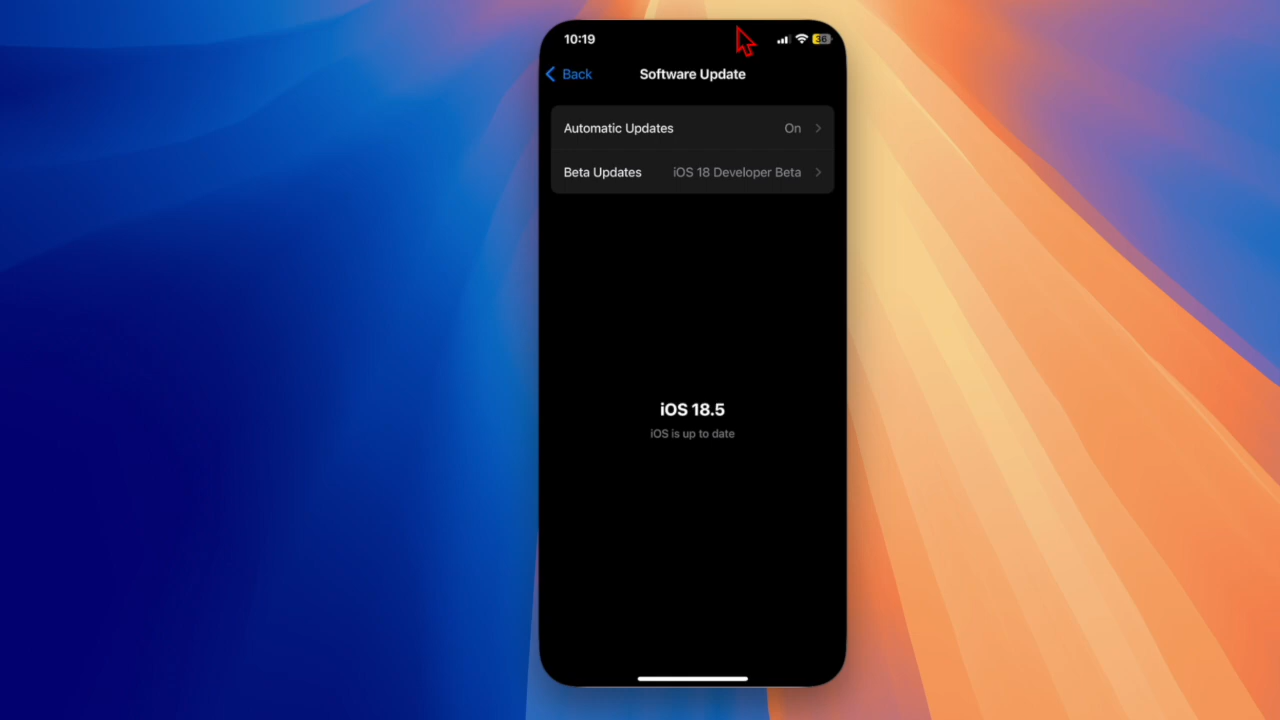 10:19
36
Back
Software Update
Automatic Updates On
Beta Updates iOS 18 Developer Beta
iOS 18.5
iOS is up to date